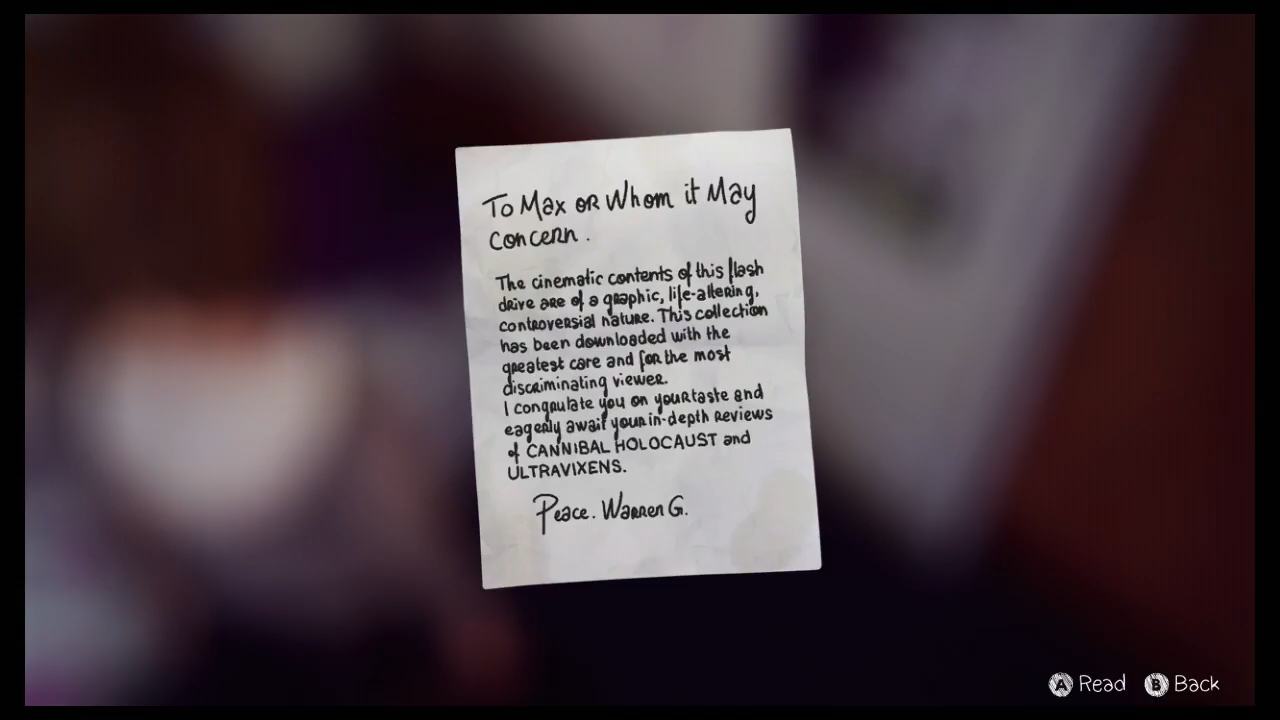 To Max or Whom it May
Concern.
The cinematic contents of this flash
drive are of a graphic, life-altering,
controversial nature. This collection
has been downloaded with the
greatest care and for the most
discriminating viewer.
I congrulate you on your taste and
eagerly await your in-depth reviews
of CANNIBAL HOLOCAUST and
ULTRAVIXENS.
Peace. Warren G.
A Read B Back